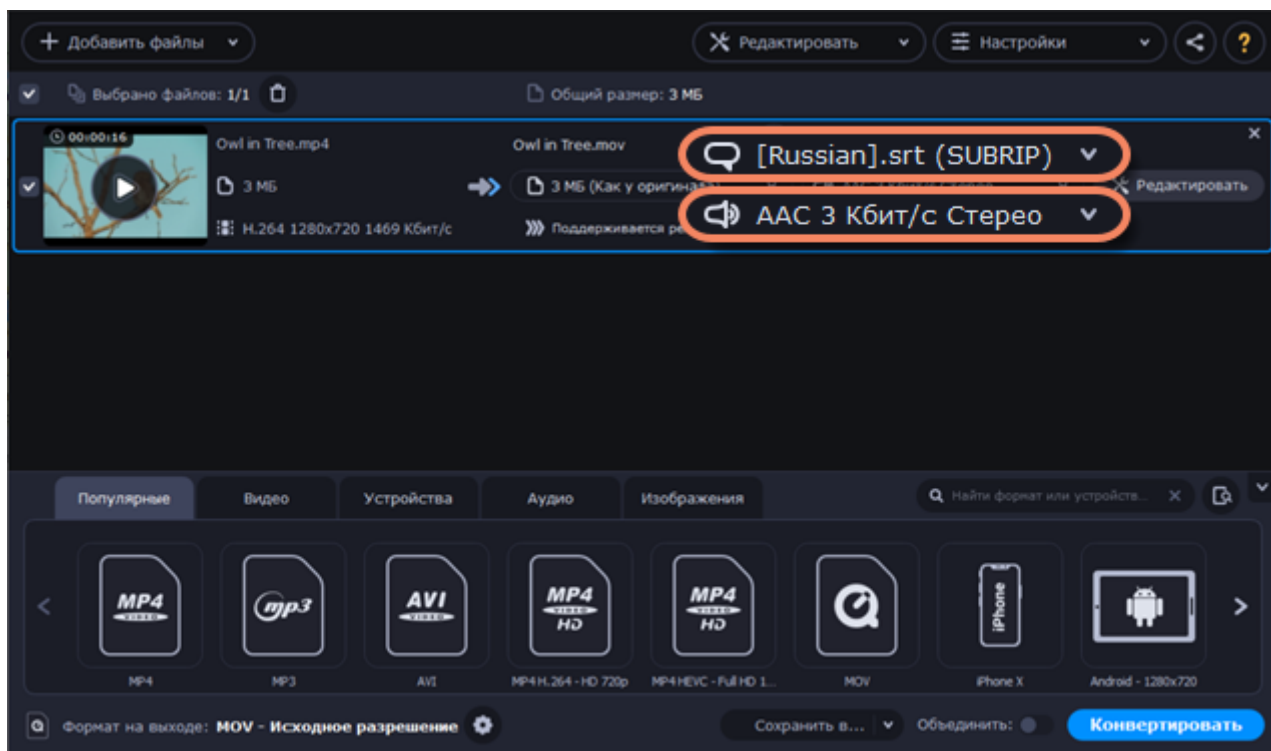 Добавить файлы
Редактировать
Настройки
?
Выбрано файлов: 1/1
Общий размер: 3 МБ
00:00:16
Owl in Tree.mp4
Owl in Tree.mov
[Russian].srt (SUBRIP)
3 МБ
3 МБ (Как у оригинала)
Редактировать
H.264 1280x720 1469 Кбит/с
Поддерживается
AAC 3 Кбит/с Стерео
Популярные
Видео
Устройства
Аудио
Изображения
Найти формат или устройств...
MP4 VIDEO
mp3
AVI VIDEO
MP4 VIDEO HD
MP4 VIDEO HD
iPhone
MP4
MP3
AVI
MP4 H.264 - HD 720p
MP4 HEVC - Full HD 1...
MOV
iPhone X
Android - 1280x720
Формат на выходе: MOV - Исходное разрешение
Сохранить в...
Объединить:
Конвертировать